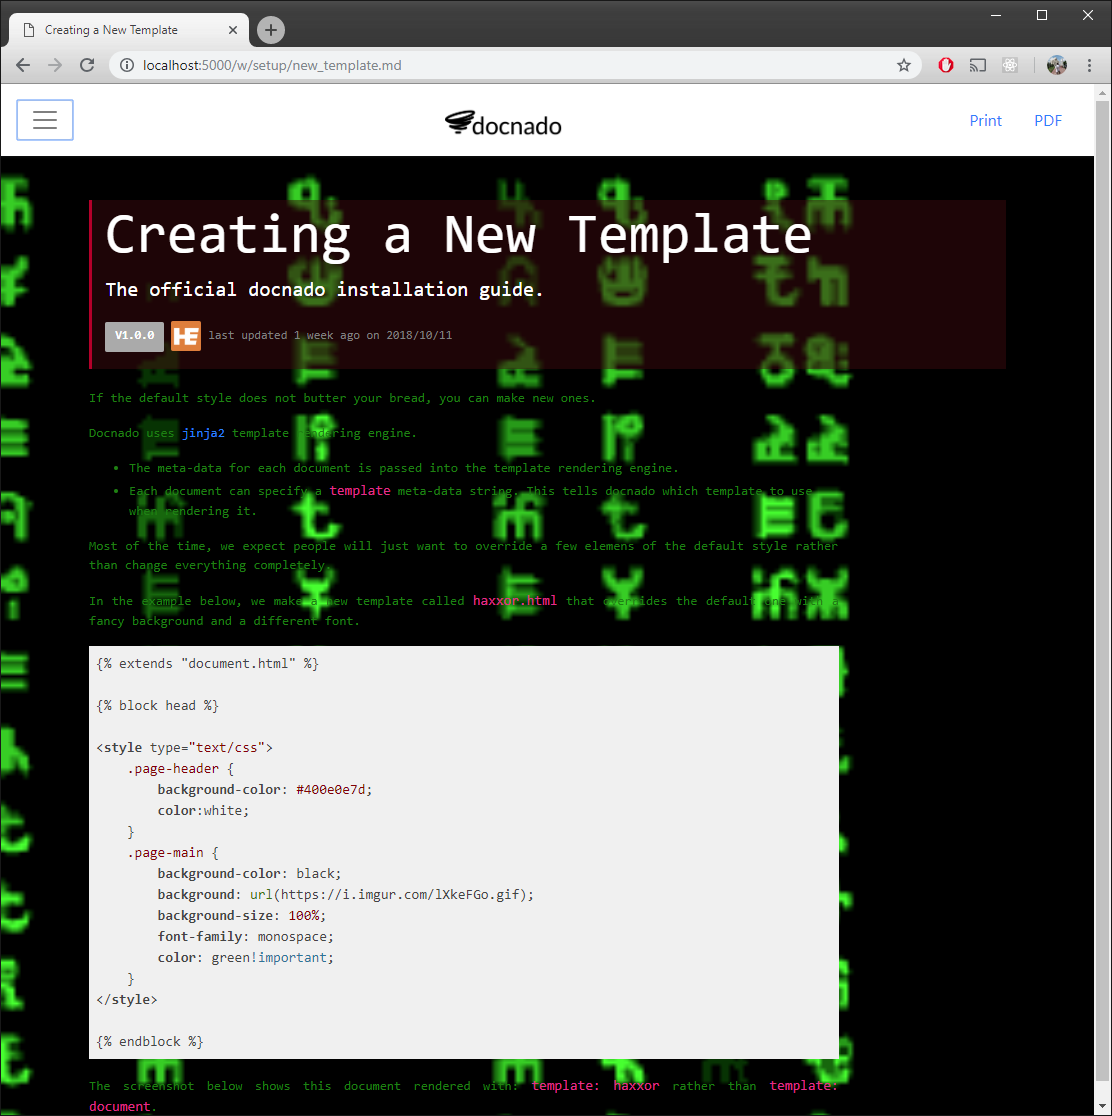 Creating a New Template
localhost:5000/w/setup/new_template.md
docnado
Print PDF
Creating a New Template
The official docnado installation guide.
V1.0.0 HE last updated 1 week ago on 2018/10/11
If the default style does not butter your bread, you can make new ones.
Docnado uses jinja2 template rendering engine.
• The meta-data for each document is passed into the template rendering engine.
• Each document can specify a template meta-data string. This tells docnado which template to use
when rendering it.
Most of the time, we expect people will just want to override a few elemens of the default style rather
than change everything completely.
In the example below, we make a new template called haxxor.html that overrides the default one with a
fancy background and a different font.
{% extends "document.html" %}
{% block head %}
<style type="text/css">
.page-header {
background-color: #400e0e7d;
color:white;
}
.page-main {
background-color: black;
background: url(https://i.imgur.com/lXkeFGo.gif);
background-size: 100%;
font-family: monospace;
color: green!important;
}
</style>
{% endblock %}
The screenshot below shows this document rendered with: template: haxxor rather than template:
document.